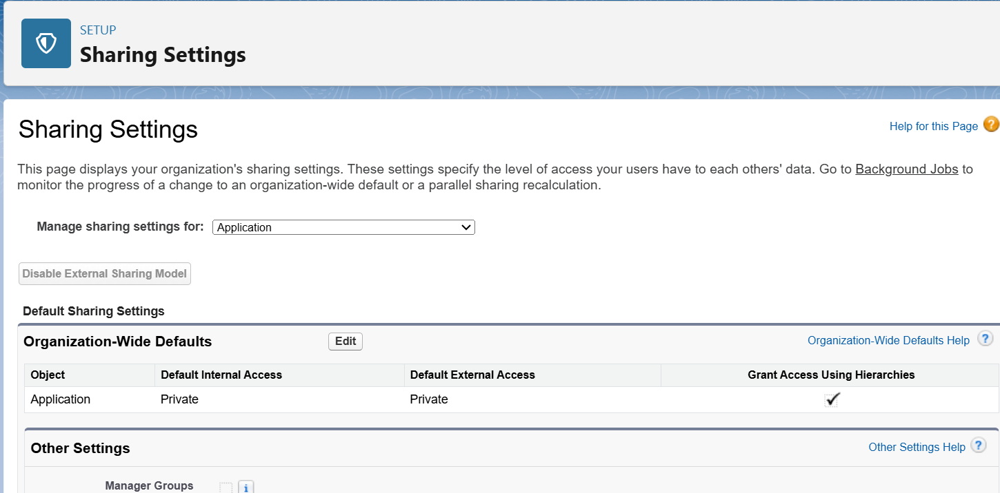 SETUP
Sharing Settings
Sharing Settings
Help for this Page ?
This page displays your organization's sharing settings. These settings specify the level of access your users have to each others' data. Go to Background Jobs to
monitor the progress of a change to an organization-wide default or a parallel sharing recalculation.
Manage sharing settings for: Application
Disable External Sharing Model
Default Sharing Settings
Organization-Wide Defaults Edit Organization-Wide Defaults Help ?
Object Default Internal Access Default External Access Grant Access Using Hierarchies
Application Private Private
Other Settings Other Settings Help ?
Manager Groups i